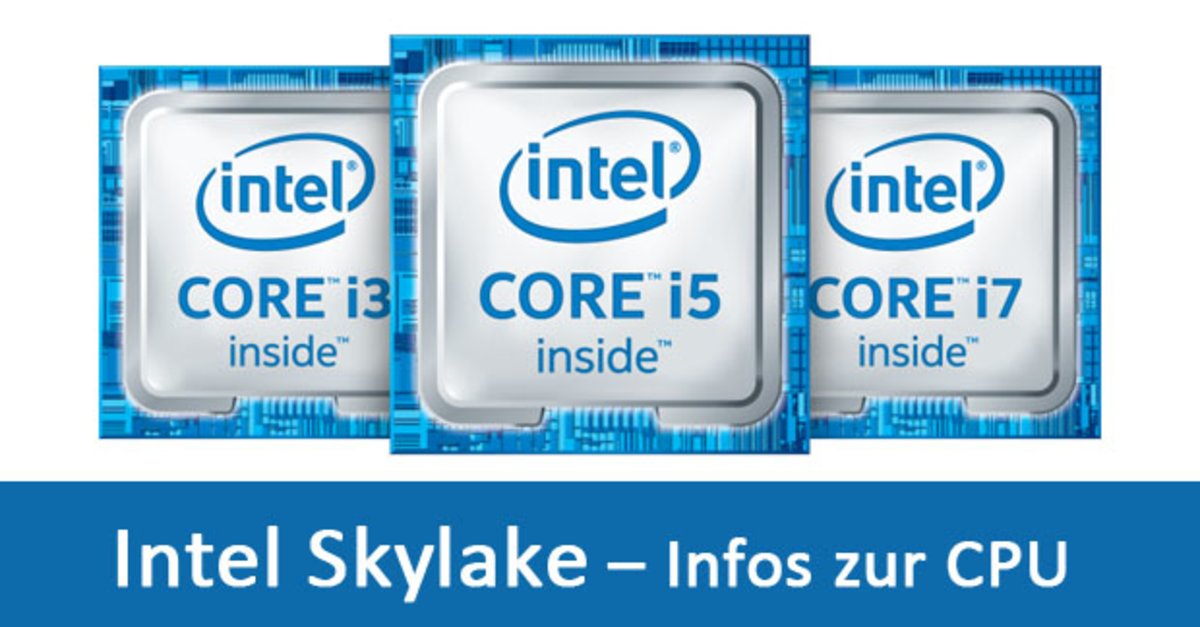 intel®
CORE™ i3
inside™
intel®
CORE™ i5
inside™
intel®
CORE™ i7
inside™
Intel Skylake – Infos zur CPU